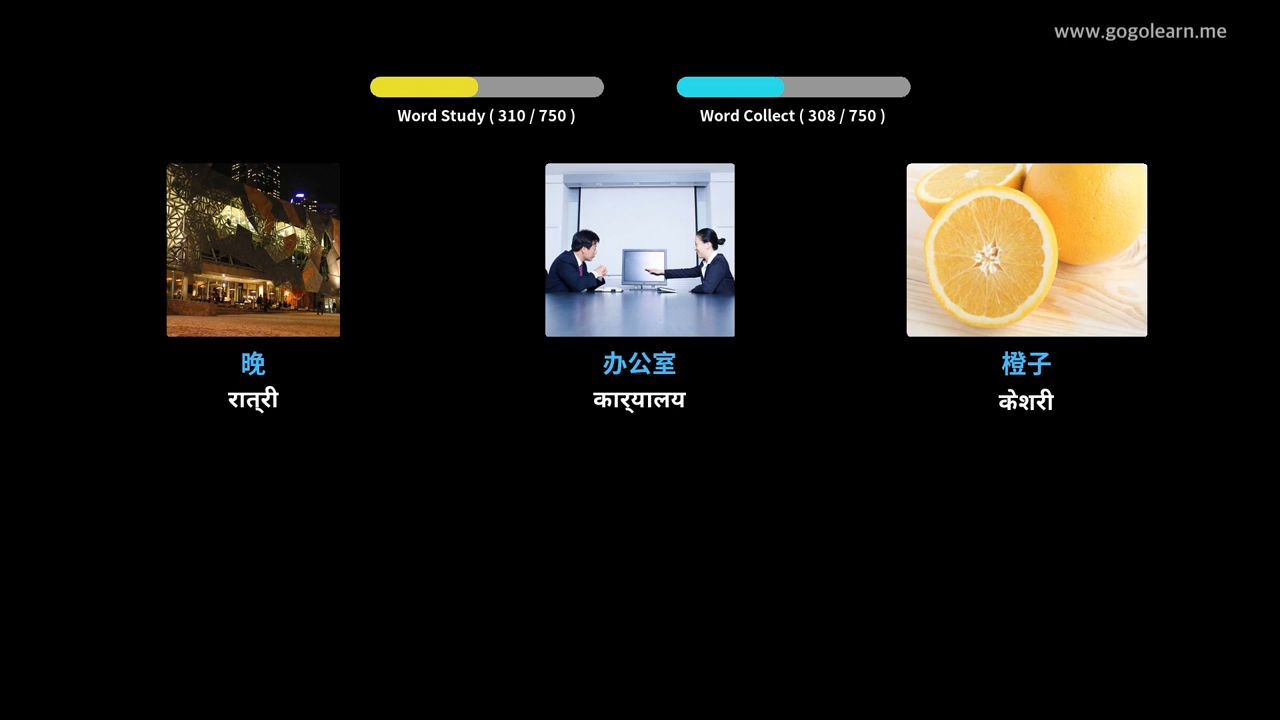 www.gogolearn.me
Word Study ( 310 / 750 )
Word Collect ( 308 / 750 )
晚
रात्री
办公室
कार्यालय
橙子
केशरी